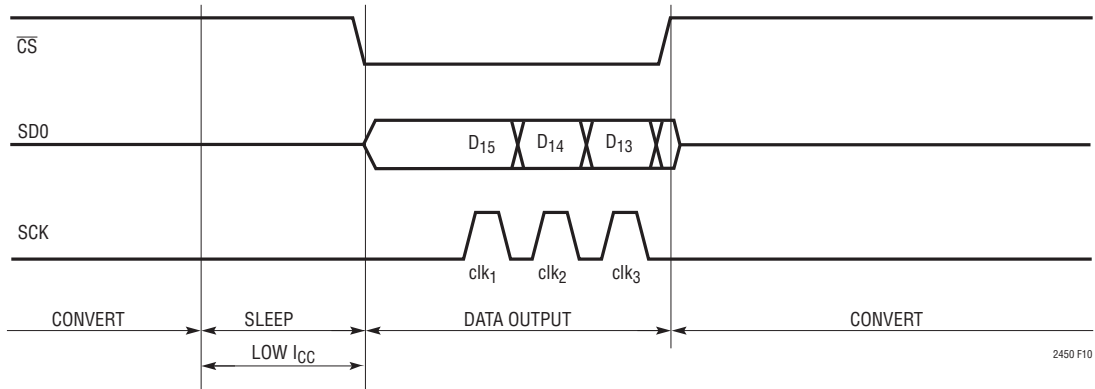 CS
SD0
D15 D14 D13
SCK
clk1 clk2 clk3
CONVERT SLEEP DATA OUTPUT CONVERT
LOW ICC
2450 F10